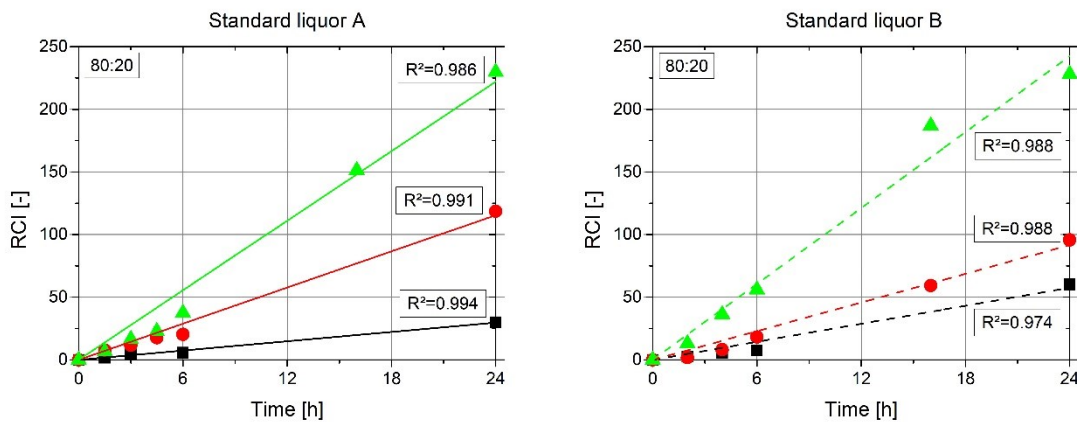 Standard liquor A
80:20
R²=0.986
R²=0.991
R²=0.994
250
200
150
100
50
0
RCI [-]
0 6 12 18 24
Time [h]
Standard liquor B
80:20
R²=0.988
R²=0.988
R²=0.974
250
200
150
100
50
0
RCI [-]
0 6 12 18 24
Time [h]